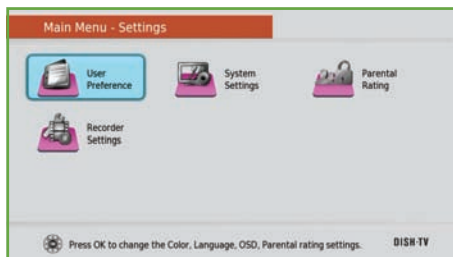 Main Menu - Settings
User
Preference
System
Settings
Parental
Rating
Recorder
Settings
Press OK to change the Color, Language, OSD, Parental rating settings.
DISH-TV